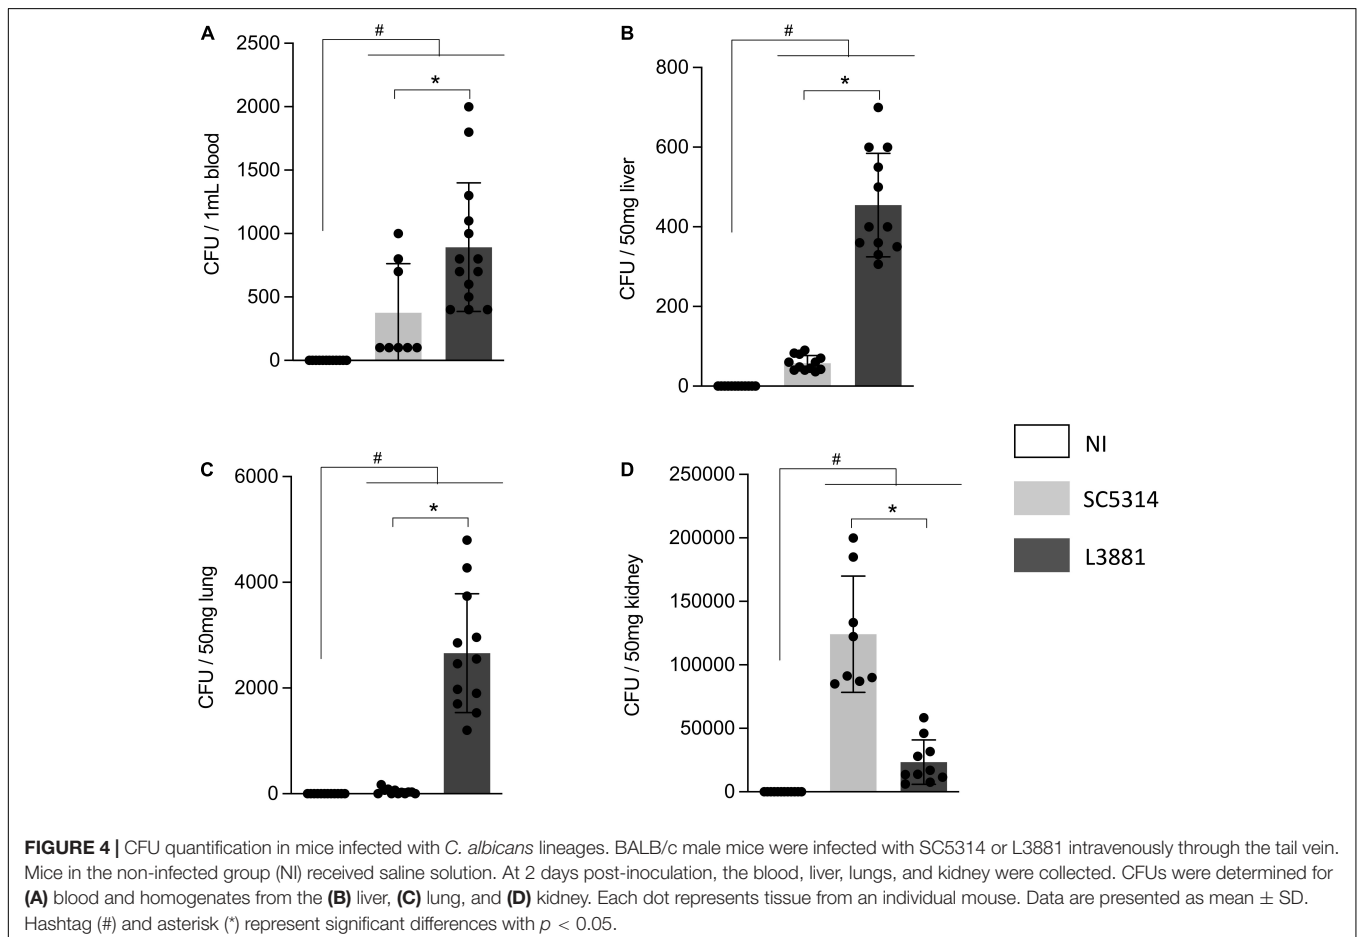 A
2500
2000
1500
1000
500
0
CFU / 1mL blood
#
*
B
800
600
400
200
0
CFU / 50mg liver
#
*
C
6000
4000
2000
0
CFU / 50mg lung
#
*
D
250000
200000
150000
100000
50000
0
CFU / 50mg kidney
#
*
NI
SC5314
L3881
FIGURE 4 | CFU quantification in mice infected with C. albicans lineages. BALB/c male mice were infected with SC5314 or L3881 intravenously through the tail vein.
Mice in the non-infected group (NI) received saline solution. At 2 days post-inoculation, the blood, liver, lungs, and kidney were collected. CFUs were determined for
(A) blood and homogenates from the (B) liver, (C) lung, and (D) kidney. Each dot represents tissue from an individual mouse. Data are presented as mean ± SD.
Hashtag (#) and asterisk (*) represent significant differences with p < 0.05.